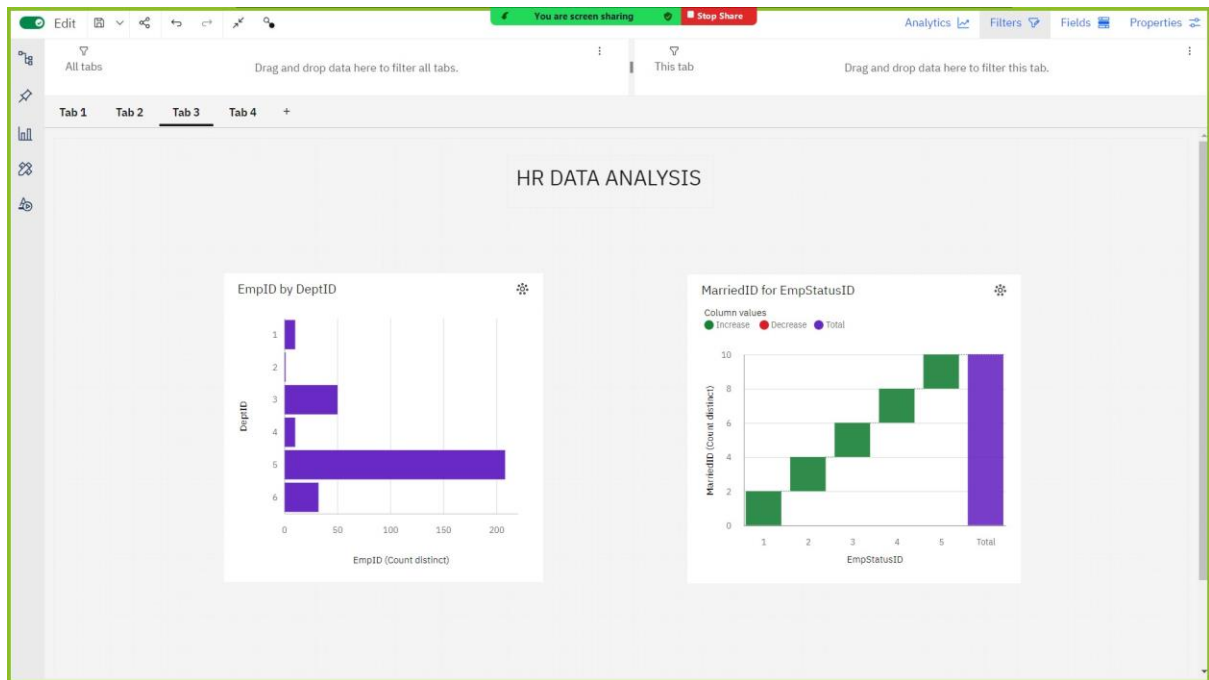 Edit
You are screen sharing
Stop Share
Analytics
Filters
Fields
Properties
All tabs
Drag and drop data here to filter all tabs.
This tab
Drag and drop data here to filter this tab.
Tab 1 Tab 2 Tab 3 Tab 4 +
HR DATA ANALYSIS
EmpID by DeptID
DeptID
1
2
3
4
5
6
0 50 100 150 200
EmpID (Count distinct)
MarriedID for EmpStatusID
Column values
Increase Decrease Total
MarriedID (Count distinct)
10
8
6
4
2
0
1 2 3 4 5 Total
EmpStatusID